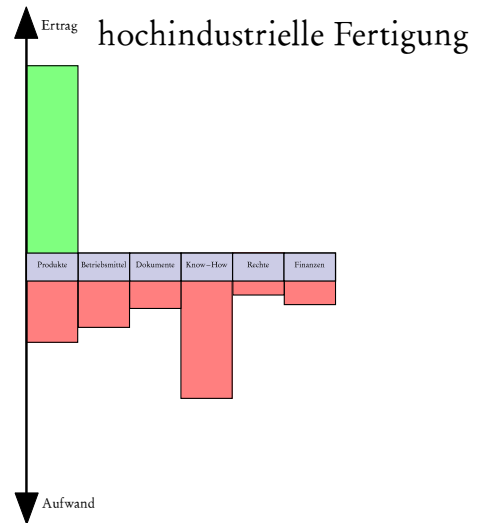 hochindustrielle Fertigung
Ertrag
Produkte
Betriebsmittel
Dokumente
Know–How
Rechte
Finanzen
Aufwand